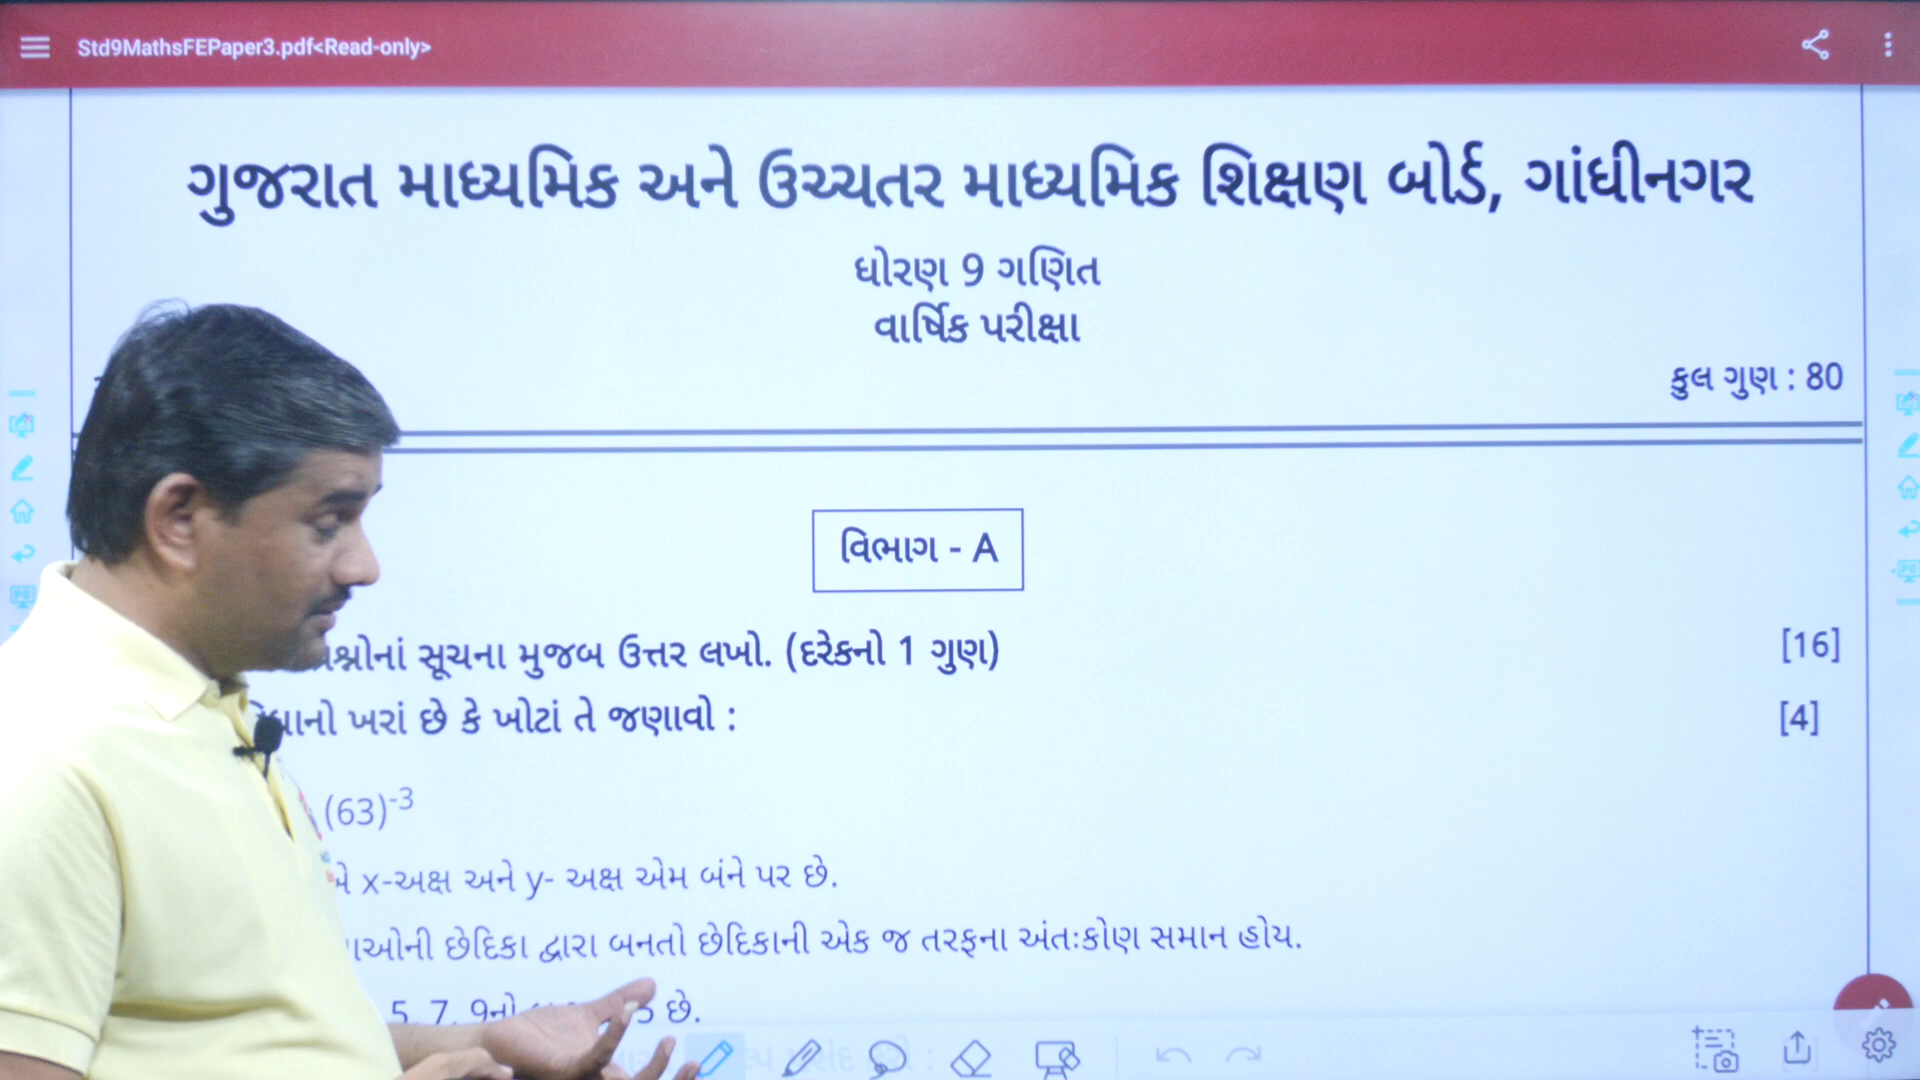 Std9MathsFEPaper3.pdf<Read-only>
ગુજરાત માધ્યમિક અને ઉચ્ચતર માધ્યમિક શિક્ષણ બોર્ડ, ગાંધીનગર
ધોરણ 9 ગણિત
વાર્ષિક પરીક્ષા
કુલ ગુણ : 80
વિભાગ - A
સૂચના મુજબ ઉત્તર લખો. (દરેકનો 1 ગુણ) [16]
ખરાં છે કે ખોટાં તે જણાવો : [4]
(63)⁻³
x-અક્ષ અને y- અક્ષ એમ બંને પર છે.
છેદિકા દ્વારા બનતો છેદિકાની એક જ તરફના અંતઃકોણ સમાન હોય.
5, 7, 9નો છે.